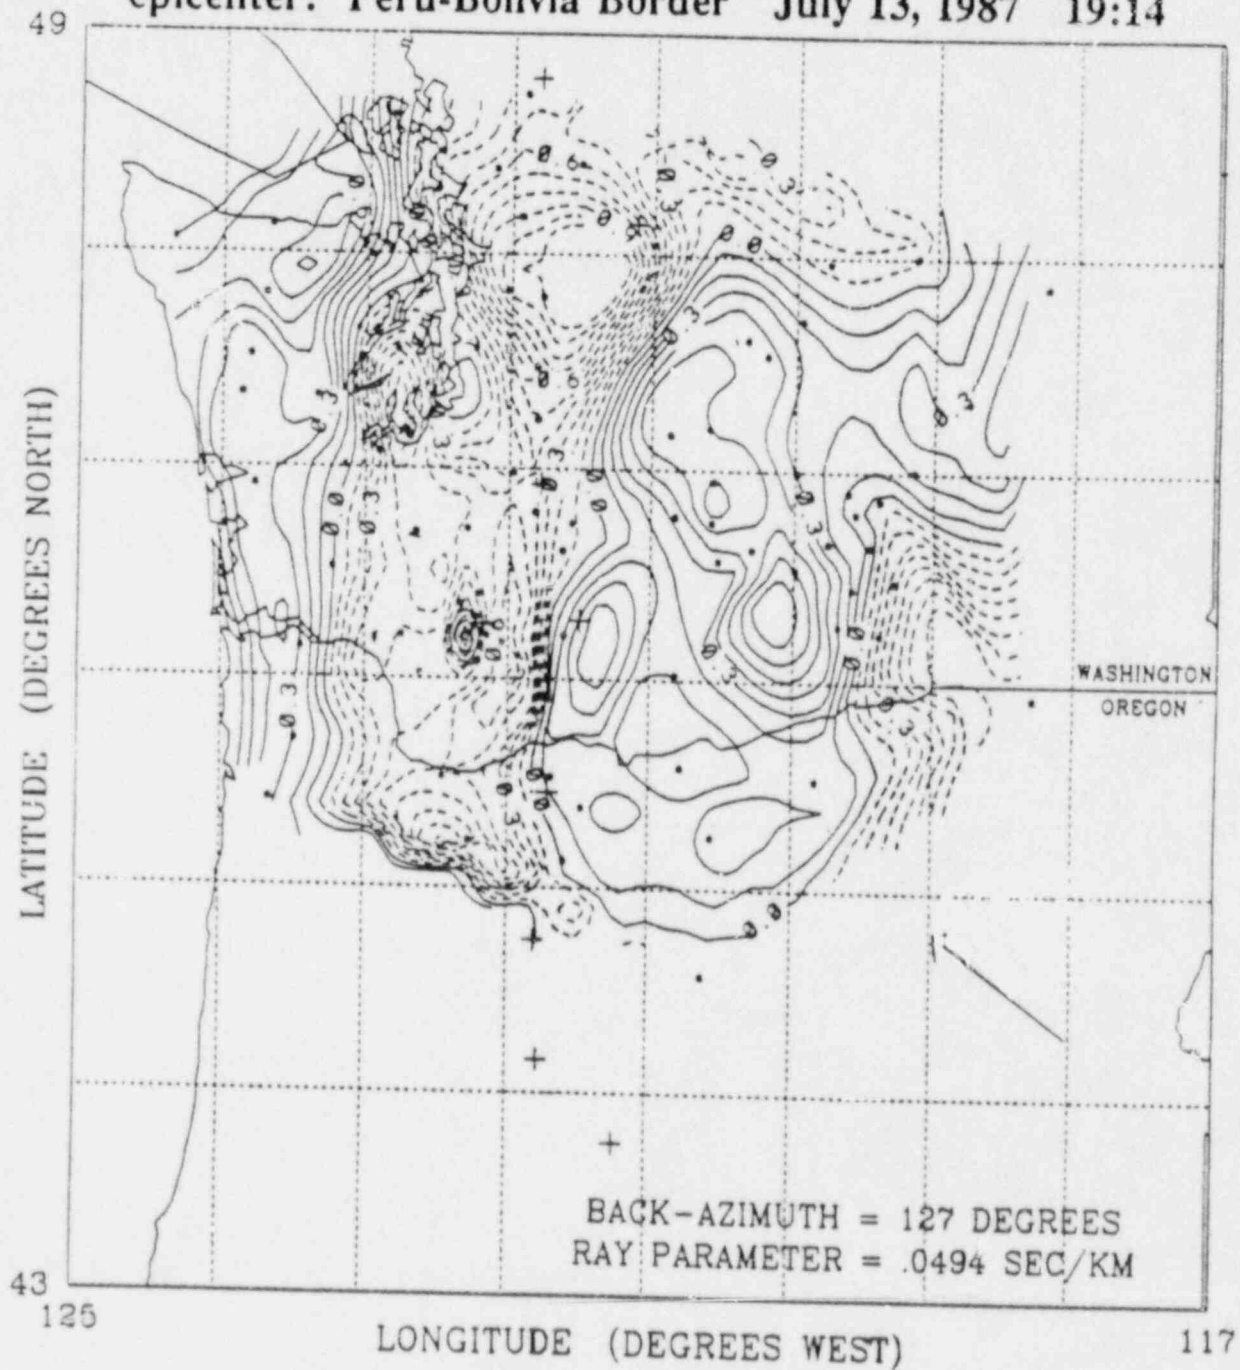 epicenter: Peru-Bolivia Border July 13, 1987 19:14
49
LATITUDE (DEGREES NORTH)
WASHINGTON
OREGON
BACK-AZIMUTH = 127 DEGREES
RAY PARAMETER = .0494 SEC/KM
43
125
LONGITUDE (DEGREES WEST)
117